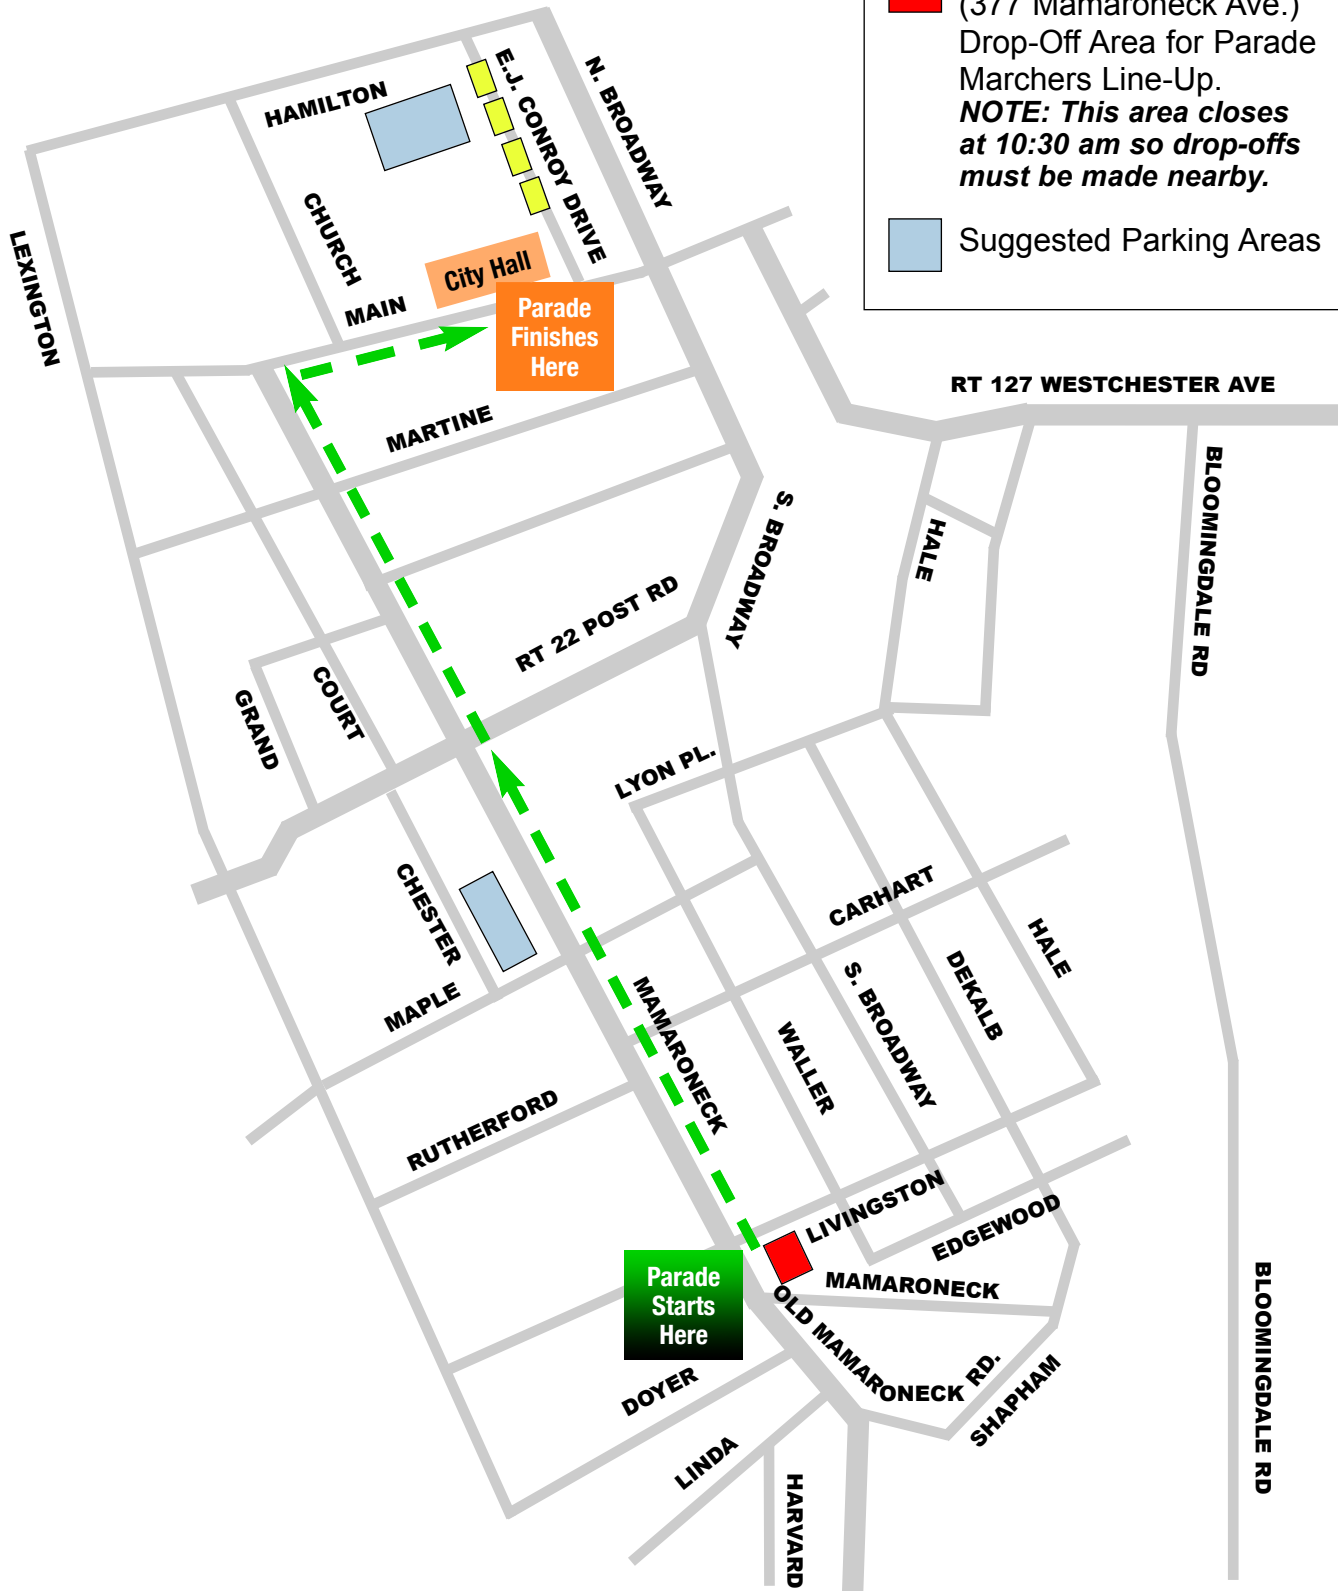 (377 Mamaroneck Ave.)
Drop-Off Area for Parade
Marchers Line-Up.
NOTE: This area closes
at 10:30 am so drop-offs
must be made nearby.
Suggested Parking Areas
HAMILTON
E.J. CONROY DRIVE
N. BROADWAY
CHURCH
LEXINGTON
City Hall
MAIN
Parade
Finishes
Here
RT 127 WESTCHESTER AVE
MARTINE
BLOOMINGDALE RD
S. BROADWAY
HALE
RT 22 POST RD
COURT
GRAND
LYON PL.
CHESTER
CARHART
HALE
DEKALB
S. BROADWAY
MAPLE
MAMARONECK
WALLER
RUTHERFORD
LIVINGSTON
EDGEWOOD
Parade
Starts
Here
MAMARONECK
OLD MAMARONECK RD.
SHAPHAM
DOYER
LINDA
HARVARD
BLOOMINGDALE RD